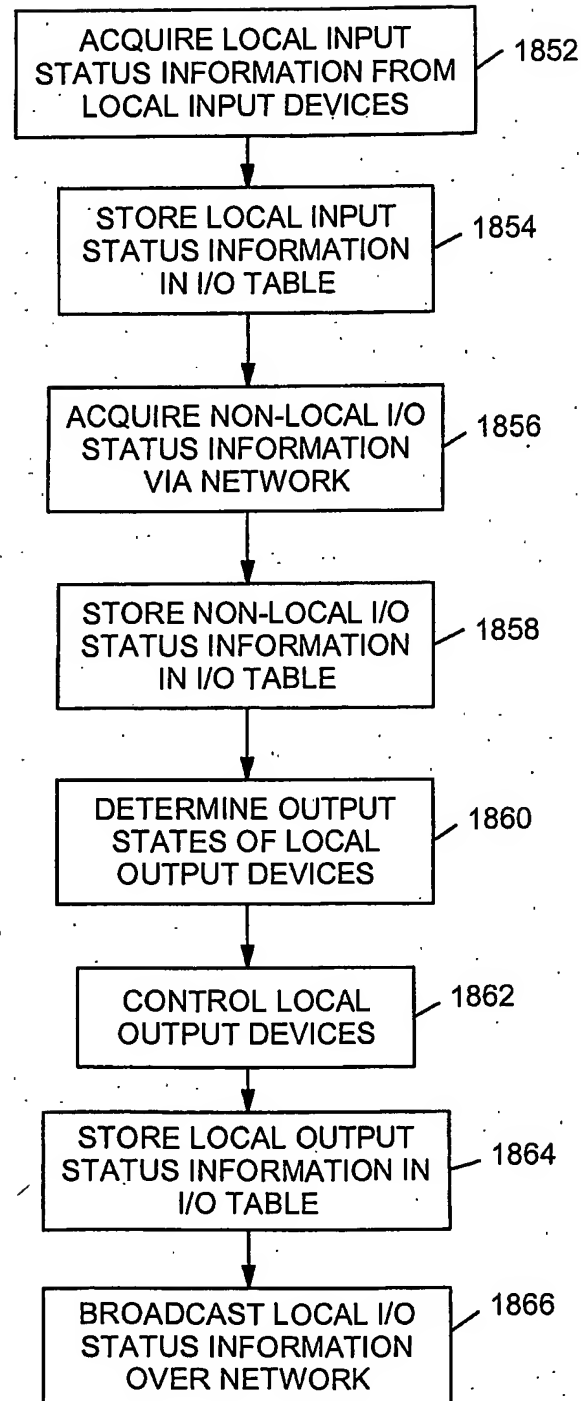 ACQUIRE LOCAL INPUT
STATUS INFORMATION FROM
LOCAL INPUT DEVICES
1852
STORE LOCAL INPUT
STATUS INFORMATION
IN I/O TABLE
1854
ACQUIRE NON-LOCAL I/O
STATUS INFORMATION
VIA NETWORK
1856
STORE NON-LOCAL I/O
STATUS INFORMATION
IN I/O TABLE
1858
DETERMINE OUTPUT
STATES OF LOCAL
OUTPUT DEVICES
1860
CONTROL LOCAL
OUTPUT DEVICES
1862
STORE LOCAL OUTPUT
STATUS INFORMATION IN
I/O TABLE
1864
BROADCAST LOCAL I/O
STATUS INFORMATION
OVER NETWORK
1866